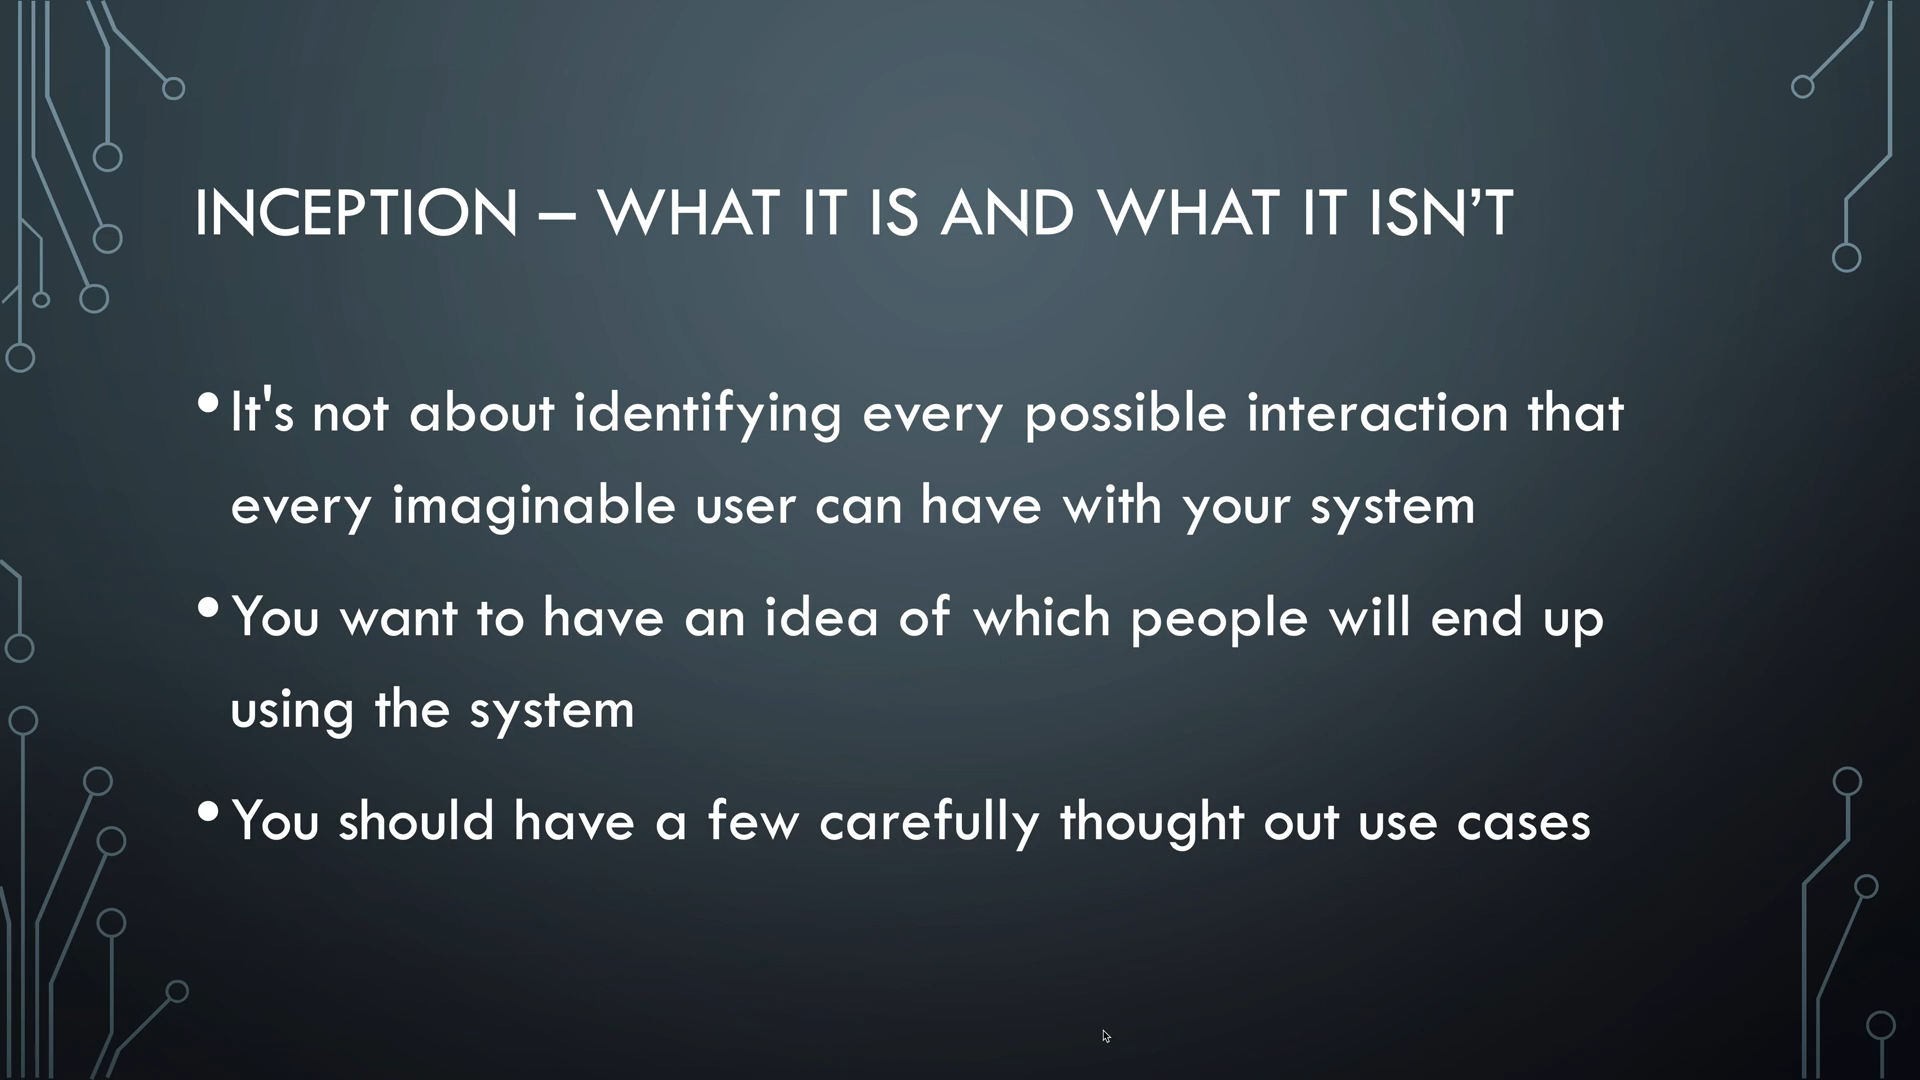 INCEPTION – WHAT IT IS AND WHAT IT ISN’T
• It's not about identifying every possible interaction that
every imaginable user can have with your system
• You want to have an idea of which people will end up
using the system
• You should have a few carefully thought out use cases